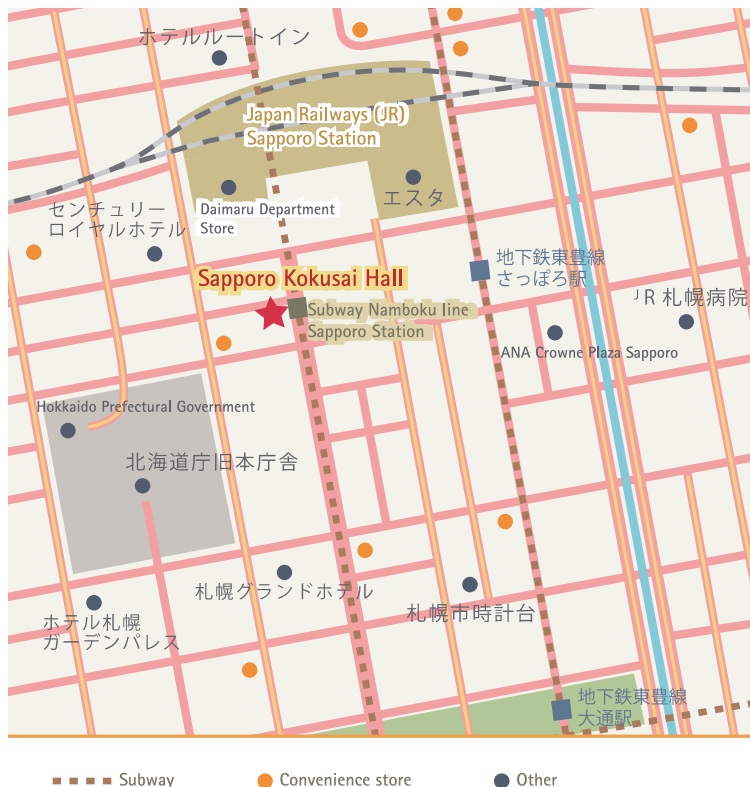 ホテルルートイン
Japan Railways (JR)
Sapporo Station
Daimaru Department
Store
エスタ
センチュリー
ロイヤルホテル
地下鉄東豊線
さっぽろ駅
Sapporo Kokusai Hall
Subway Namboku line
Sapporo Station
JR 札幌病院
ANA Crowne Plaza Sapporo
Hokkaido Prefectural Government
北海道庁旧本庁舎
札幌グランドホテル
札幌市時計台
ホテル札幌
ガーデンパレス
地下鉄東豊線
大通駅
Subway
Convenience store
Other